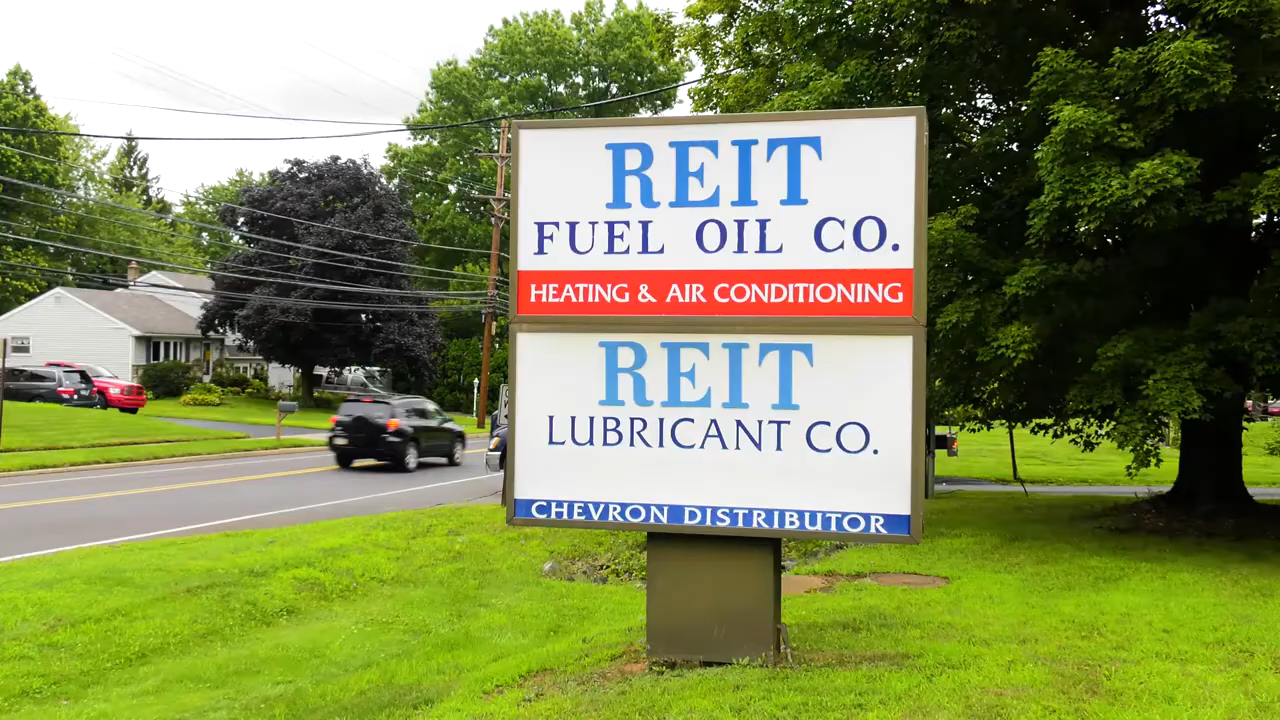 REIT
FUEL OIL CO.
HEATING & AIR CONDITIONING
REIT
LUBRICANT CO.
CHEVRON DISTRIBUTOR